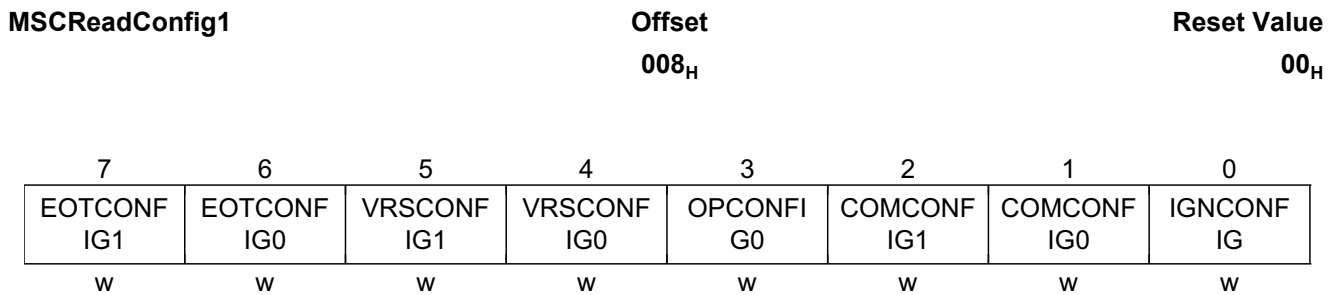 MSCReadConfig1 Offset Reset Value
008H 00H
7 6 5 4 3 2 1 0
EOTCONF EOTCONF VRSCONF VRSCONF OPCONFI COMCONF COMCONF IGNCONF
IG1 IG0 IG1 IG0 G0 IG1 IG0 IG
w w w w w w w w